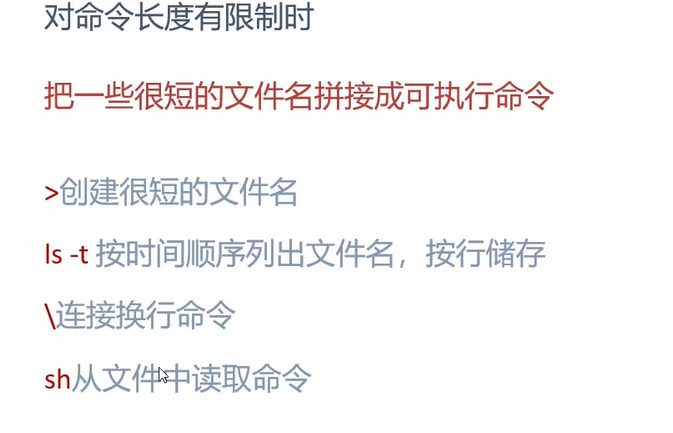 对命令长度有限制时
把一些很短的文件名拼接成可执行命令
>创建很短的文件名
ls -t 按时间顺序列出文件名，按行储存
\连接换行命令
sh从文件中读取命令